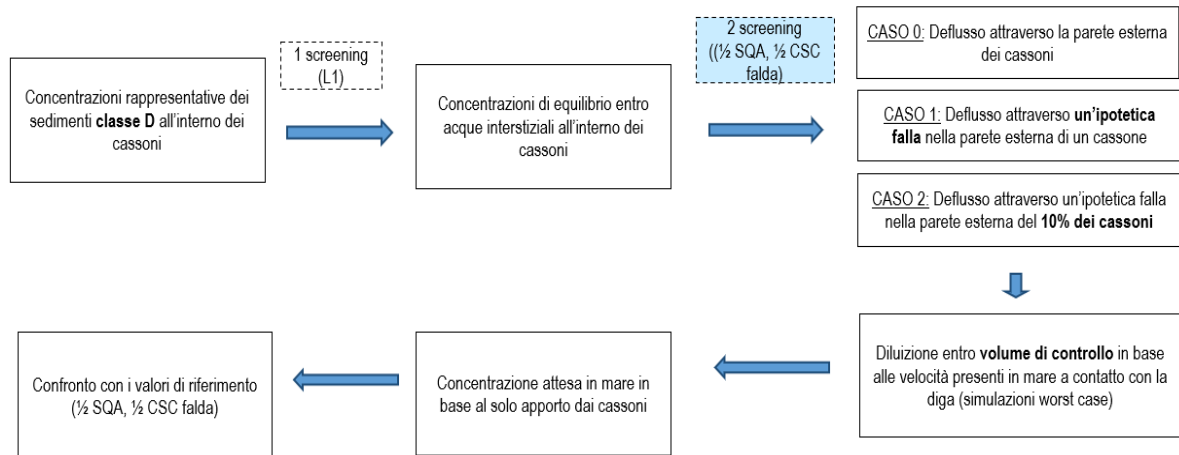 Concentrazioni rappresentative dei
sedimenti classe D all'interno dei
cassoni
1 screening
(L1)
Concentrazioni di equilibrio entro
acque interstiziali all'interno dei
cassoni
2 screening
((½ SQA, ½ CSC
falda)
CASO 0: Deflusso attraverso la parete esterna
dei cassoni
CASO 1: Deflusso attraverso un'ipotetica
falla nella parete esterna di un cassone
CASO 2: Deflusso attraverso un'ipotetica falla
nella parete esterna del 10% dei cassoni
Diluizione entro volume di controllo in base
alle velocità presenti in mare a contatto con la
diga (simulazioni worst case)
Concentrazione attesa in mare in
base al solo apporto dai cassoni
Confronto con i valori di riferimento
(½ SQA, ½ CSC falda)